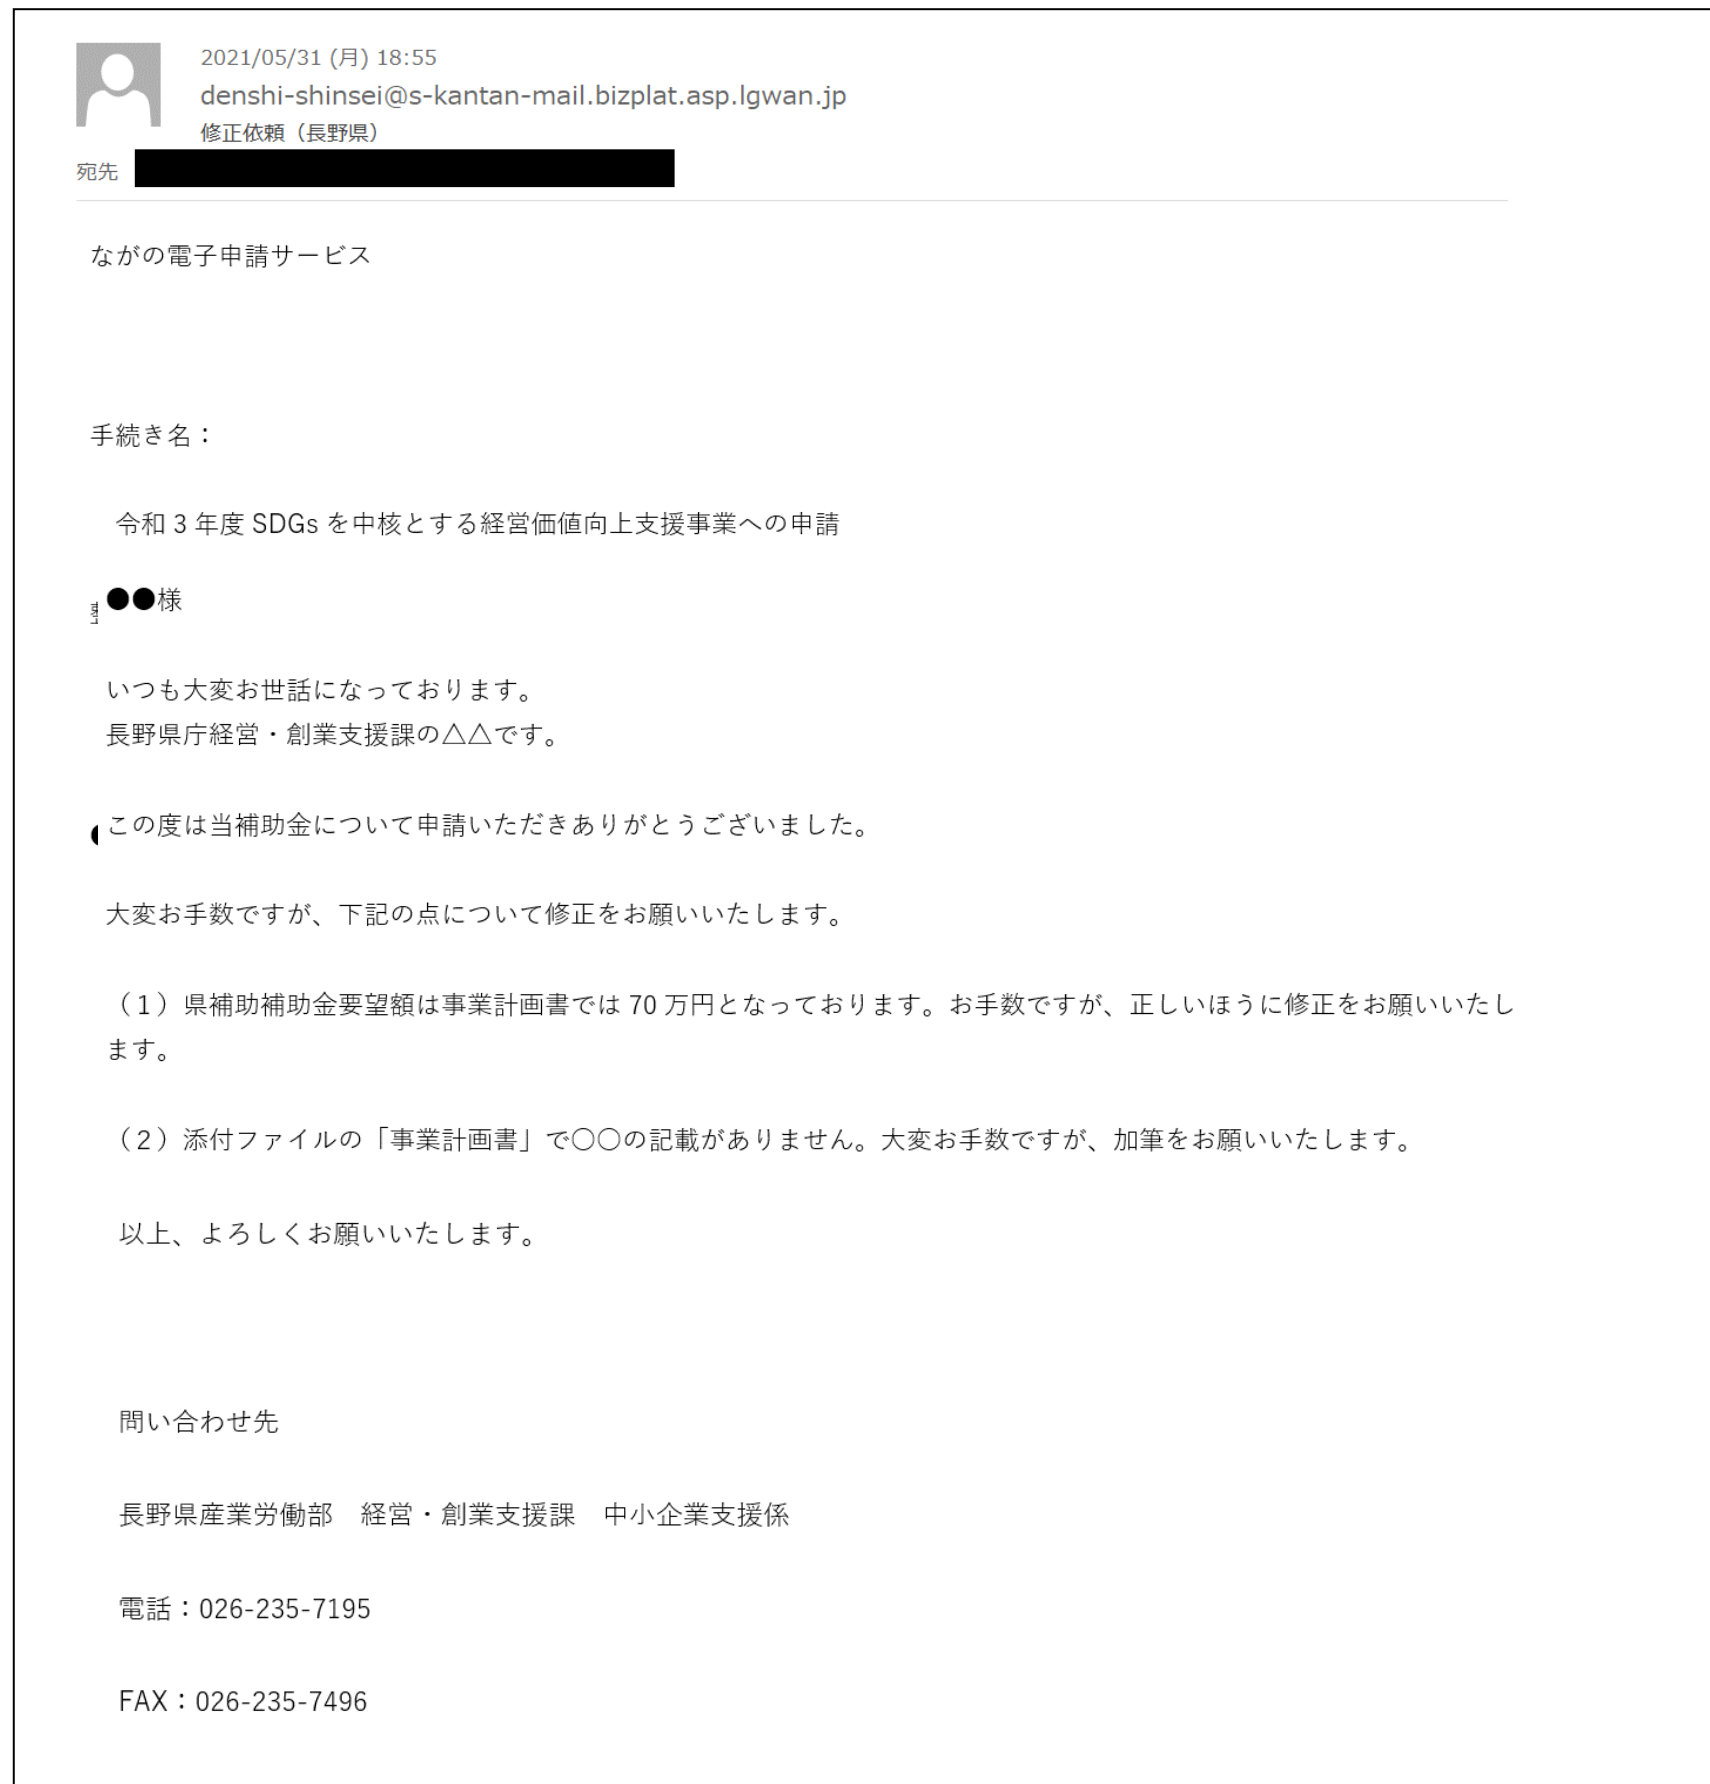 2021/05/31 (月) 18:55
denshi-shinsei@s-kantan-mail.bizplat.asp.lgwan.jp
修正依頼（長野県）
宛先
ながの電子申請サービス
手続き名：
令和 3 年度 SDGs を中核とする経営価値向上支援事業への申請
●●様
いつも大変お世話になっております。
長野県庁経営・創業支援課の△△です。
この度は当補助金について申請いただきありがとうございました。
大変お手数ですが、下記の点について修正をお願いいたします。
（１）県補助補助金要望額は事業計画書では 70 万円となっております。お手数ですが、正しいほうに修正をお願いいたし
ます。
（２）添付ファイルの「事業計画書」で〇〇の記載がありません。大変お手数ですが、加筆をお願いいたします。
以上、よろしくお願いいたします。
問い合わせ先
長野県産業労働部　経営・創業支援課　中小企業支援係
電話：026-235-7195
FAX：026-235-7496